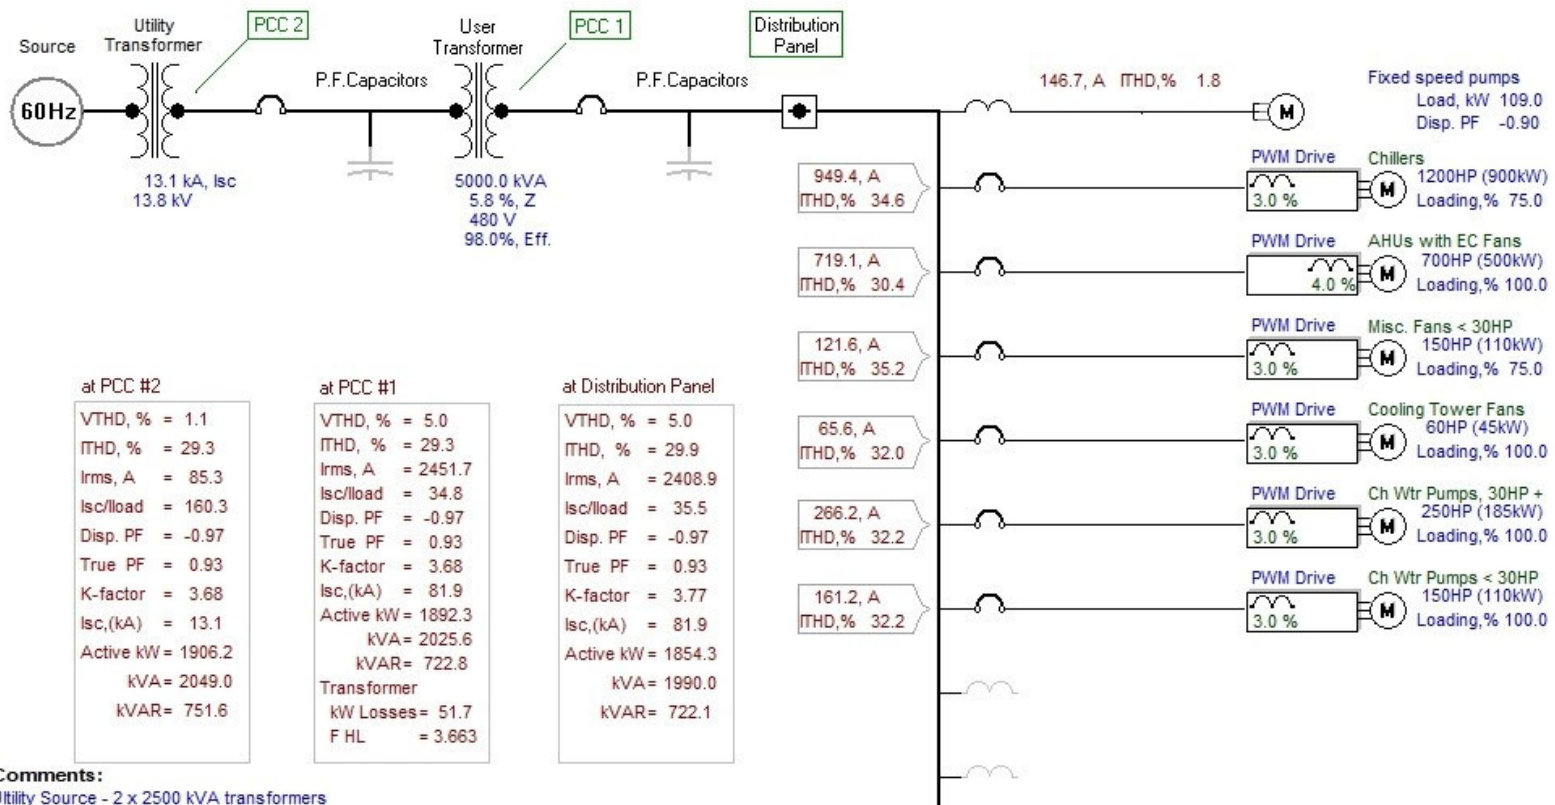 Source
Utility
Transformer
PCC 2
P.F.Capacitors
User
Transformer
PCC 1
P.F.Capacitors
Distribution
Panel
60Hz
13.1 kA, Isc
13.8 kV
5000.0 kVA
5.8 %, Z
480 V
98.0%, Eff.
146.7, A ITHD,% 1.8
M
Fixed speed pumps
Load, kW 109.0
Disp. PF -0.90
949.4, A
ITHD,% 34.6
PWM Drive
3.0 %
M
Chillers
1200HP (900kW)
Loading,% 75.0
719.1, A
ITHD,% 30.4
PWM Drive
4.0 %
M
AHUs with EC Fans
700HP (500kW)
Loading,% 100.0
121.6, A
ITHD,% 35.2
PWM Drive
3.0 %
M
Misc. Fans < 30HP
150HP (110kW)
Loading,% 75.0
65.6, A
ITHD,% 32.0
PWM Drive
3.0 %
M
Cooling Tower Fans
60HP (45kW)
Loading,% 100.0
266.2, A
ITHD,% 32.2
PWM Drive
3.0 %
M
Ch Wtr Pumps, 30HP +
250HP (185kW)
Loading,% 100.0
161.2, A
ITHD,% 32.2
PWM Drive
3.0 %
M
Ch Wtr Pumps < 30HP
150HP (110kW)
Loading,% 100.0
at PCC #2
VTHD, % = 1.1
ITHD, % = 29.3
Irms, A = 85.3
Isc/Iload = 160.3
Disp. PF = -0.97
True PF = 0.93
K-factor = 3.68
Isc,(kA) = 13.1
Active kW = 1906.2
kVA= 2049.0
kVAR= 751.6
at PCC #1
VTHD, % = 5.0
ITHD, % = 29.3
Irms, A = 2451.7
Isc/Iload = 34.8
Disp. PF = -0.97
True PF = 0.93
K-factor = 3.68
Isc,(kA) = 81.9
Active kW = 1892.3
kVA= 2025.6
kVAR= 722.8
Transformer
kW Losses= 51.7
F HL = 3.663
at Distribution Panel
VTHD, % = 5.0
ITHD, % = 29.9
Irms, A = 2408.9
Isc/Iload = 35.5
Disp. PF = -0.97
True PF = 0.93
K-factor = 3.77
Isc,(kA) = 81.9
Active kW = 1854.3
kVA= 1990.0
kVAR= 722.1
Comments:
Utility Source - 2 x 2500 kVA transformers